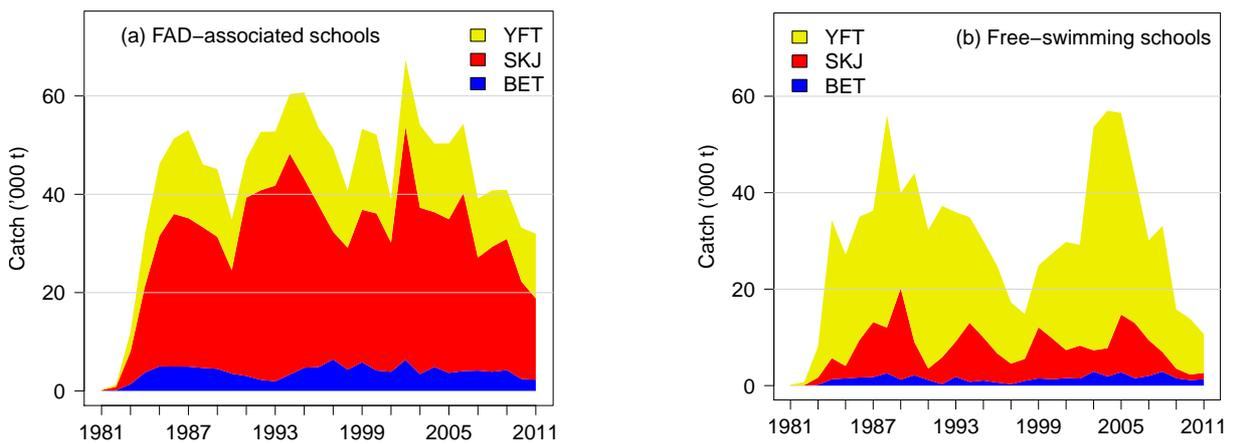 (a) FAD−associated schools
YFT
SKJ
BET
Catch ('000 t)
60
40
20
0
1981 1987 1993 1999 2005 2011
(b) Free−swimming schools
YFT
SKJ
BET
Catch ('000 t)
60
40
20
0
1981 1987 1993 1999 2005 2011